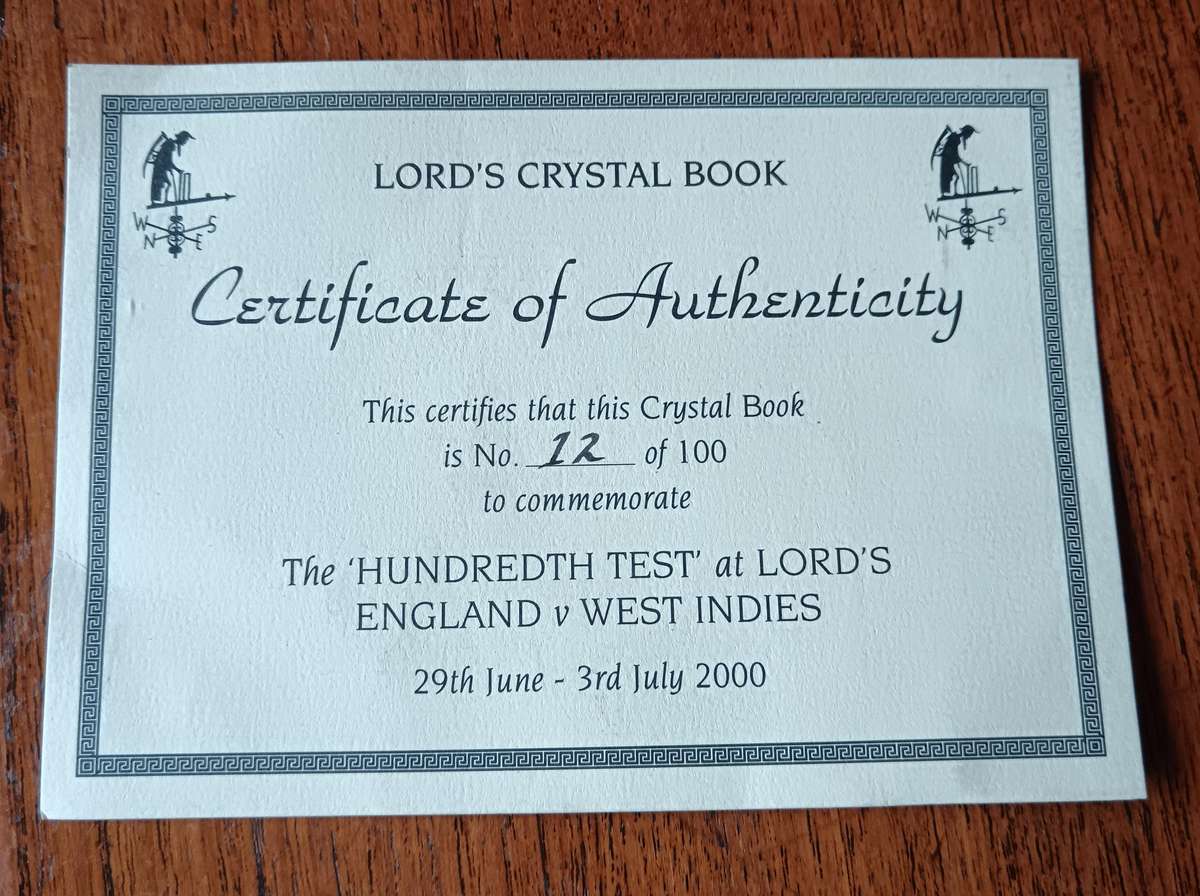 LORD'S CRYSTAL BOOK
W S
N E
W S
N E
Certificate of Authenticity
This certifies that this Crystal Book
is No. 12 of 100
to commemorate
The 'HUNDREDTH TEST' at LORD'S
ENGLAND v WEST INDIES
29th June - 3rd July 2000